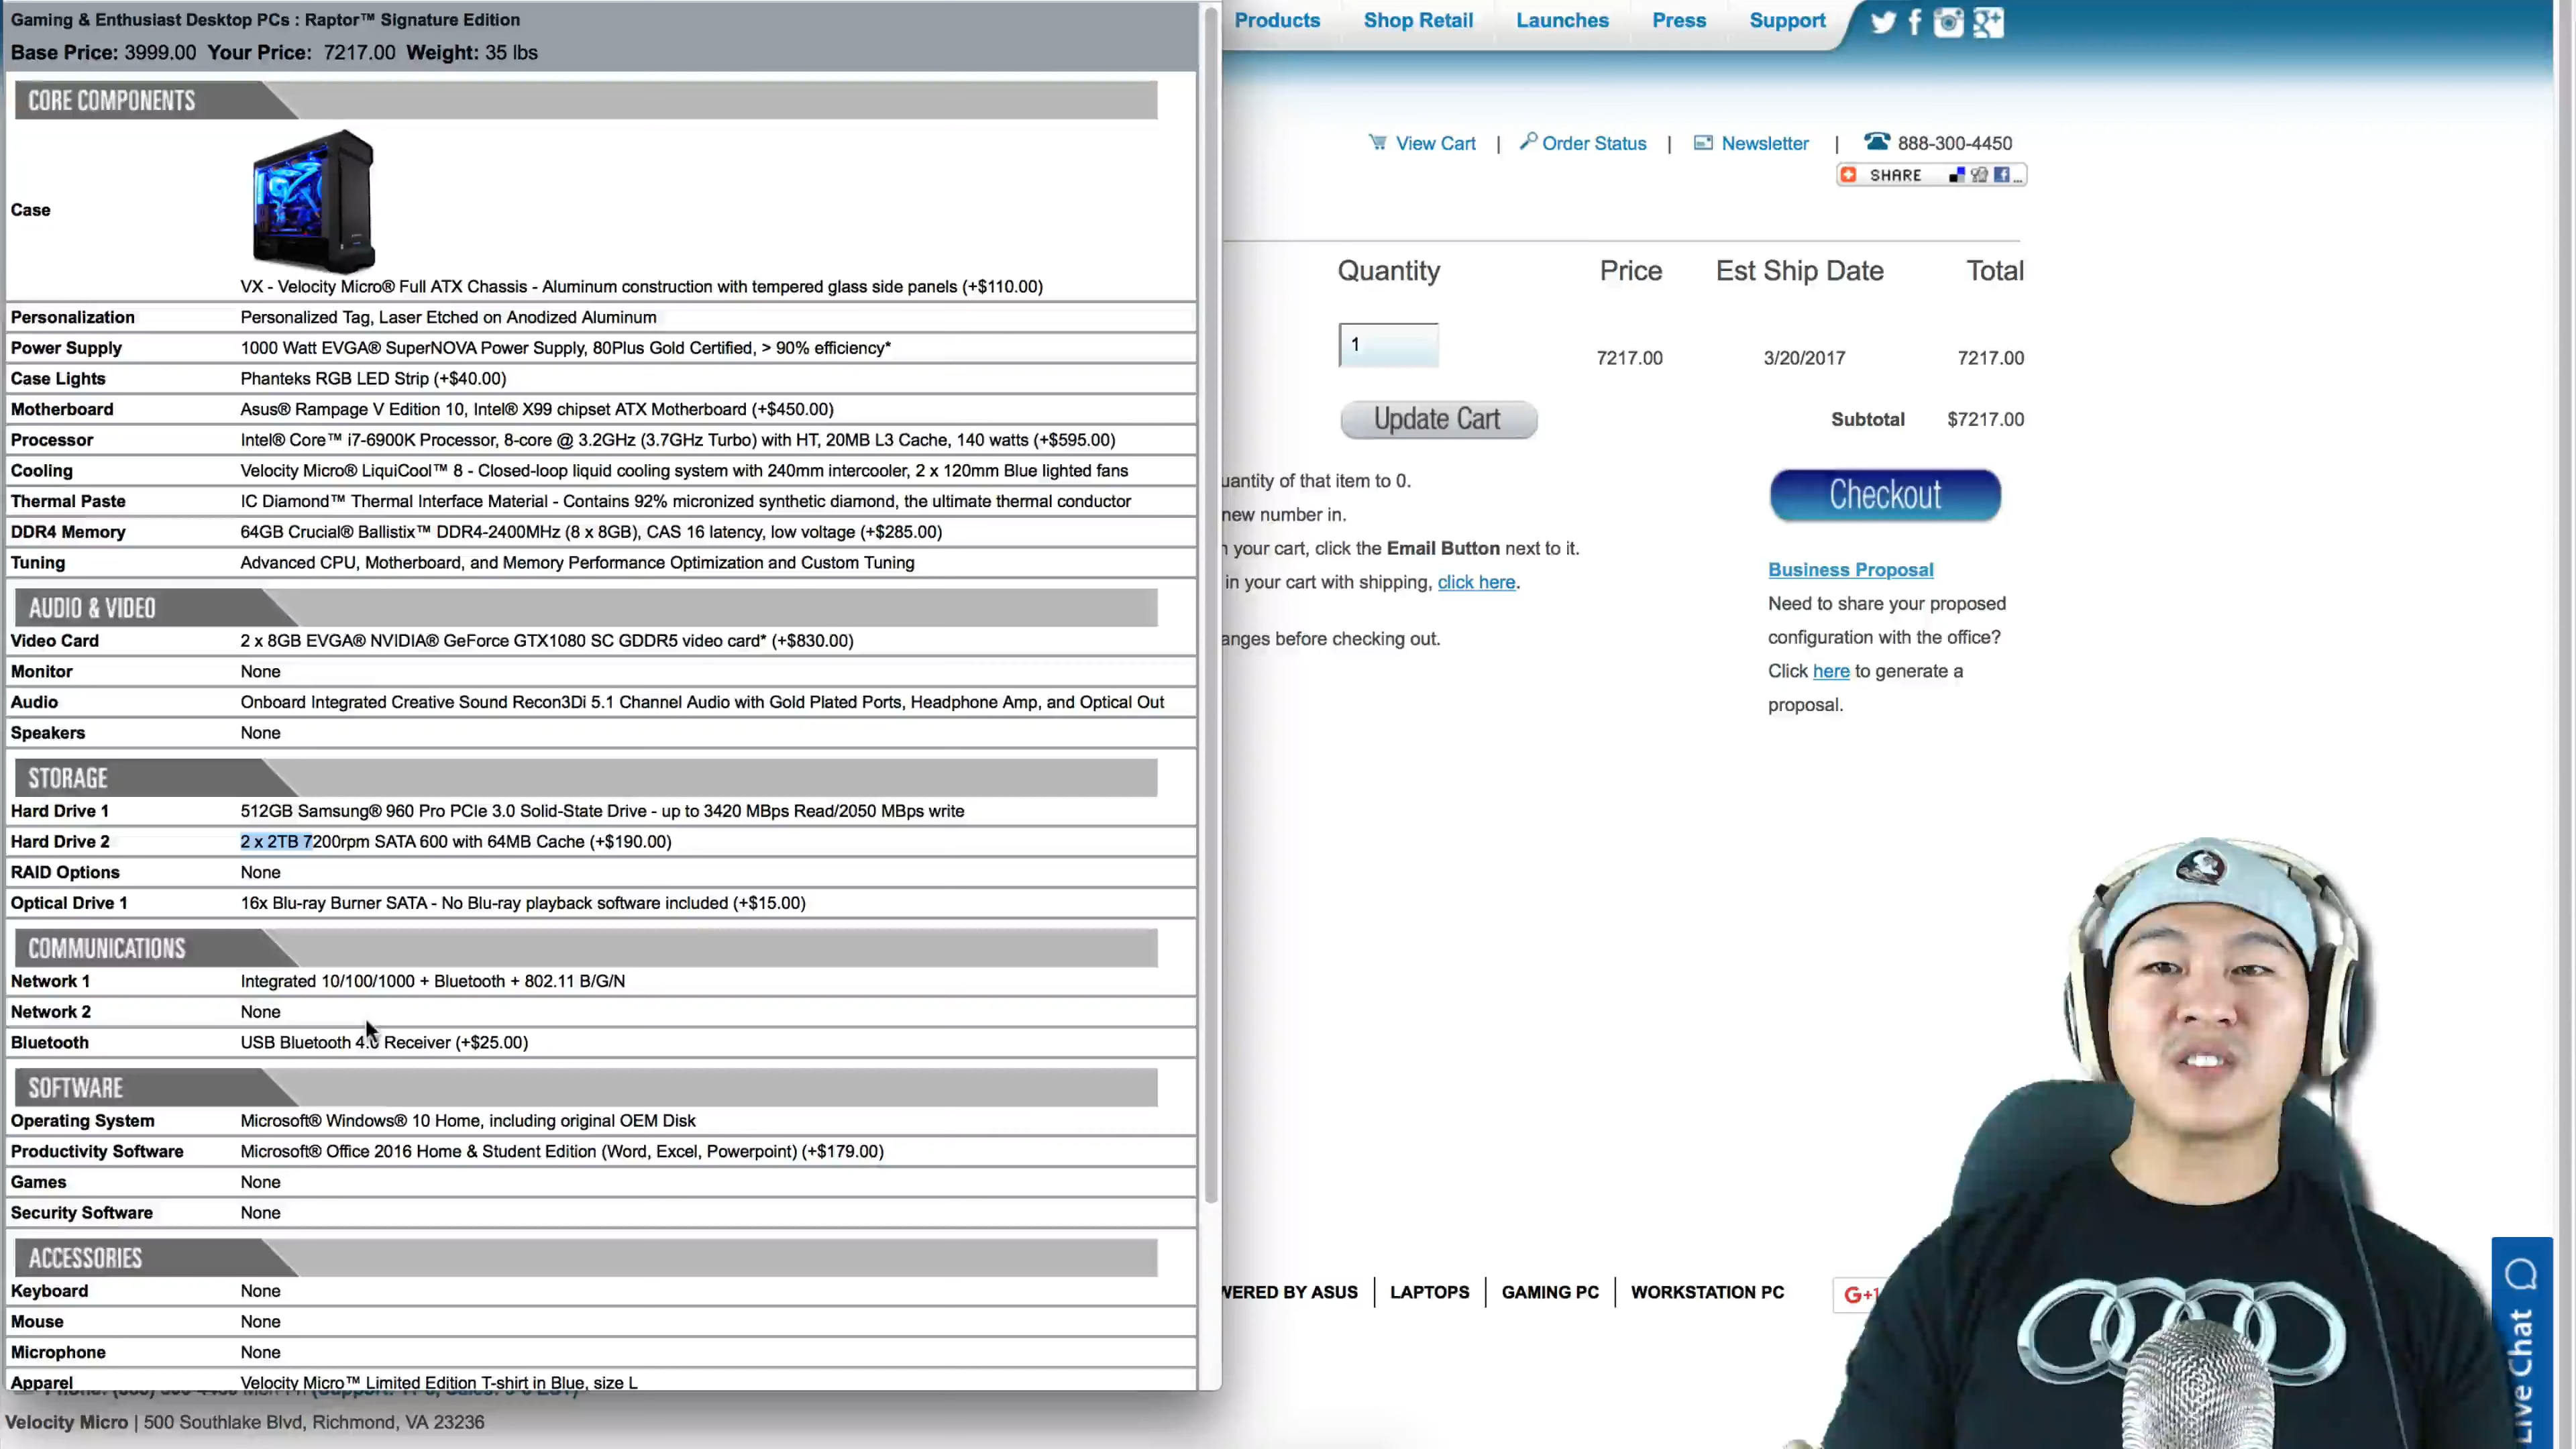 Gaming & Enthusiast Desktop PCs : Raptor™ Signature Edition
Base Price: 3999.00 Your Price: 7217.00 Weight: 35 lbs
Products
Shop Retail
Launches
Press
Support
CORE COMPONENTS
View Cart | Order Status | Newsletter | 888-300-4450
SHARE
Case
VX - Velocity Micro® Full ATX Chassis - Aluminum construction with tempered glass side panels (+$110.00)
Personalization Personalized Tag, Laser Etched on Anodized Aluminum
Power Supply 1000 Watt EVGA® SuperNOVA Power Supply, 80Plus Gold Certified, > 90% efficiency*
Case Lights Phanteks RGB LED Strip (+$40.00)
Motherboard Asus® Rampage V Edition 10, Intel® X99 chipset ATX Motherboard (+$450.00)
Processor Intel® Core™ i7-6900K Processor, 8-core @ 3.2GHz (3.7GHz Turbo) with HT, 20MB L3 Cache, 140 watts (+$595.00)
Cooling Velocity Micro® LiquiCool™ 8 - Closed-loop liquid cooling system with 240mm intercooler, 2 x 120mm Blue lighted fans
Thermal Paste IC Diamond™ Thermal Interface Material - Contains 92% micronized synthetic diamond, the ultimate thermal conductor
DDR4 Memory 64GB Crucial® Ballistix™ DDR4-2400MHz (8 x 8GB), CAS 16 latency, low voltage (+$285.00)
Tuning Advanced CPU, Motherboard, and Memory Performance Optimization and Custom Tuning
AUDIO & VIDEO
Video Card 2 x 8GB EVGA® NVIDIA® GeForce GTX1080 SC GDDR5 video card* (+$830.00)
Monitor None
Audio Onboard Integrated Creative Sound Recon3Di 5.1 Channel Audio with Gold Plated Ports, Headphone Amp, and Optical Out
Speakers None
STORAGE
Hard Drive 1 512GB Samsung® 960 Pro PCIe 3.0 Solid-State Drive - up to 3420 MBps Read/2050 MBps write
Hard Drive 2 2 x 2TB 7200rpm SATA 600 with 64MB Cache (+$190.00)
RAID Options None
Optical Drive 1 16x Blu-ray Burner SATA - No Blu-ray playback software included (+$15.00)
COMMUNICATIONS
Network 1 Integrated 10/100/1000 + Bluetooth + 802.11 B/G/N
Network 2 None
Bluetooth USB Bluetooth 4.0 Receiver (+$25.00)
SOFTWARE
Operating System Microsoft® Windows® 10 Home, including original OEM Disk
Productivity Software Microsoft® Office 2016 Home & Student Edition (Word, Excel, Powerpoint) (+$179.00)
Games None
Security Software None
ACCESSORIES
Keyboard None
Mouse None
Microphone None
Apparel Velocity Micro™ Limited Edition T-shirt in Blue, size L
Velocity Micro | 500 Southlake Blvd, Richmond, VA 23236
Quantity Price Est Ship Date Total
1 7217.00 3/20/2017 7217.00
Update Cart
Subtotal $7217.00
Checkout
uantity of that item to 0.
new number in.
your cart, click the Email Button next to it.
in your cart with shipping, click here.
anges before checking out.
Business Proposal
Need to share your proposed
configuration with the office?
Click here to generate a
proposal.
WERED BY ASUS | LAPTOPS | GAMING PC | WORKSTATION PC
G+1
Live Chat